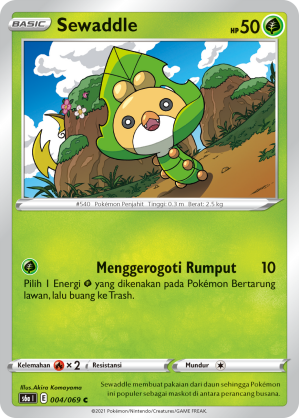 BASIC Sewaddle HP 50
#540 Pokémon Penjahit Tinggi: 0.3 m Berat: 2.5 kg
Menggerogoti Rumput 10
Pilih 1 Energi yang dikenakan pada Pokémon Bertarung
lawan, lalu buang ke Trash.
Kelemahan ×2 Resistansi Mundur
Illus. Akira Komayama
s6a I E 004/069 C
Sewaddle membuat pakaian dari daun sehingga Pokémon
ini populer sebagai maskot di antara perancang busana.
©2021 Pokémon/Nintendo/Creatures/GAME FREAK.